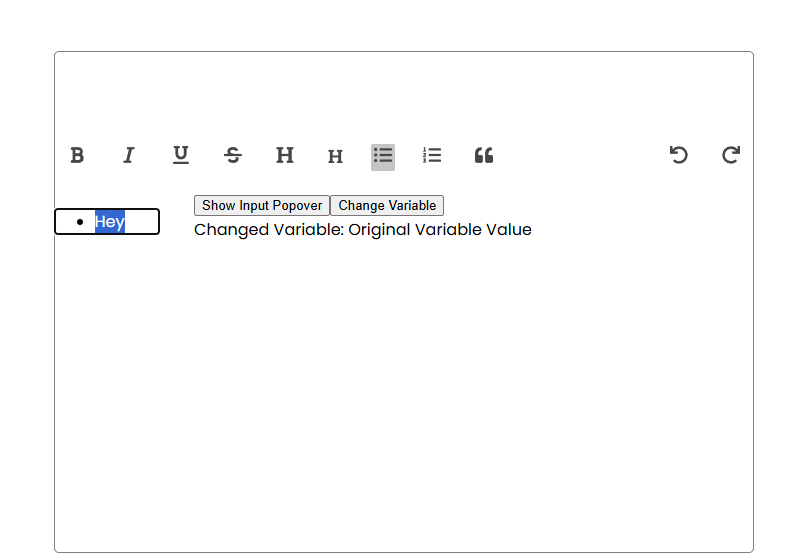 B I U S H H
Show Input Popover Change Variable
Hey
Changed Variable: Original Variable Value